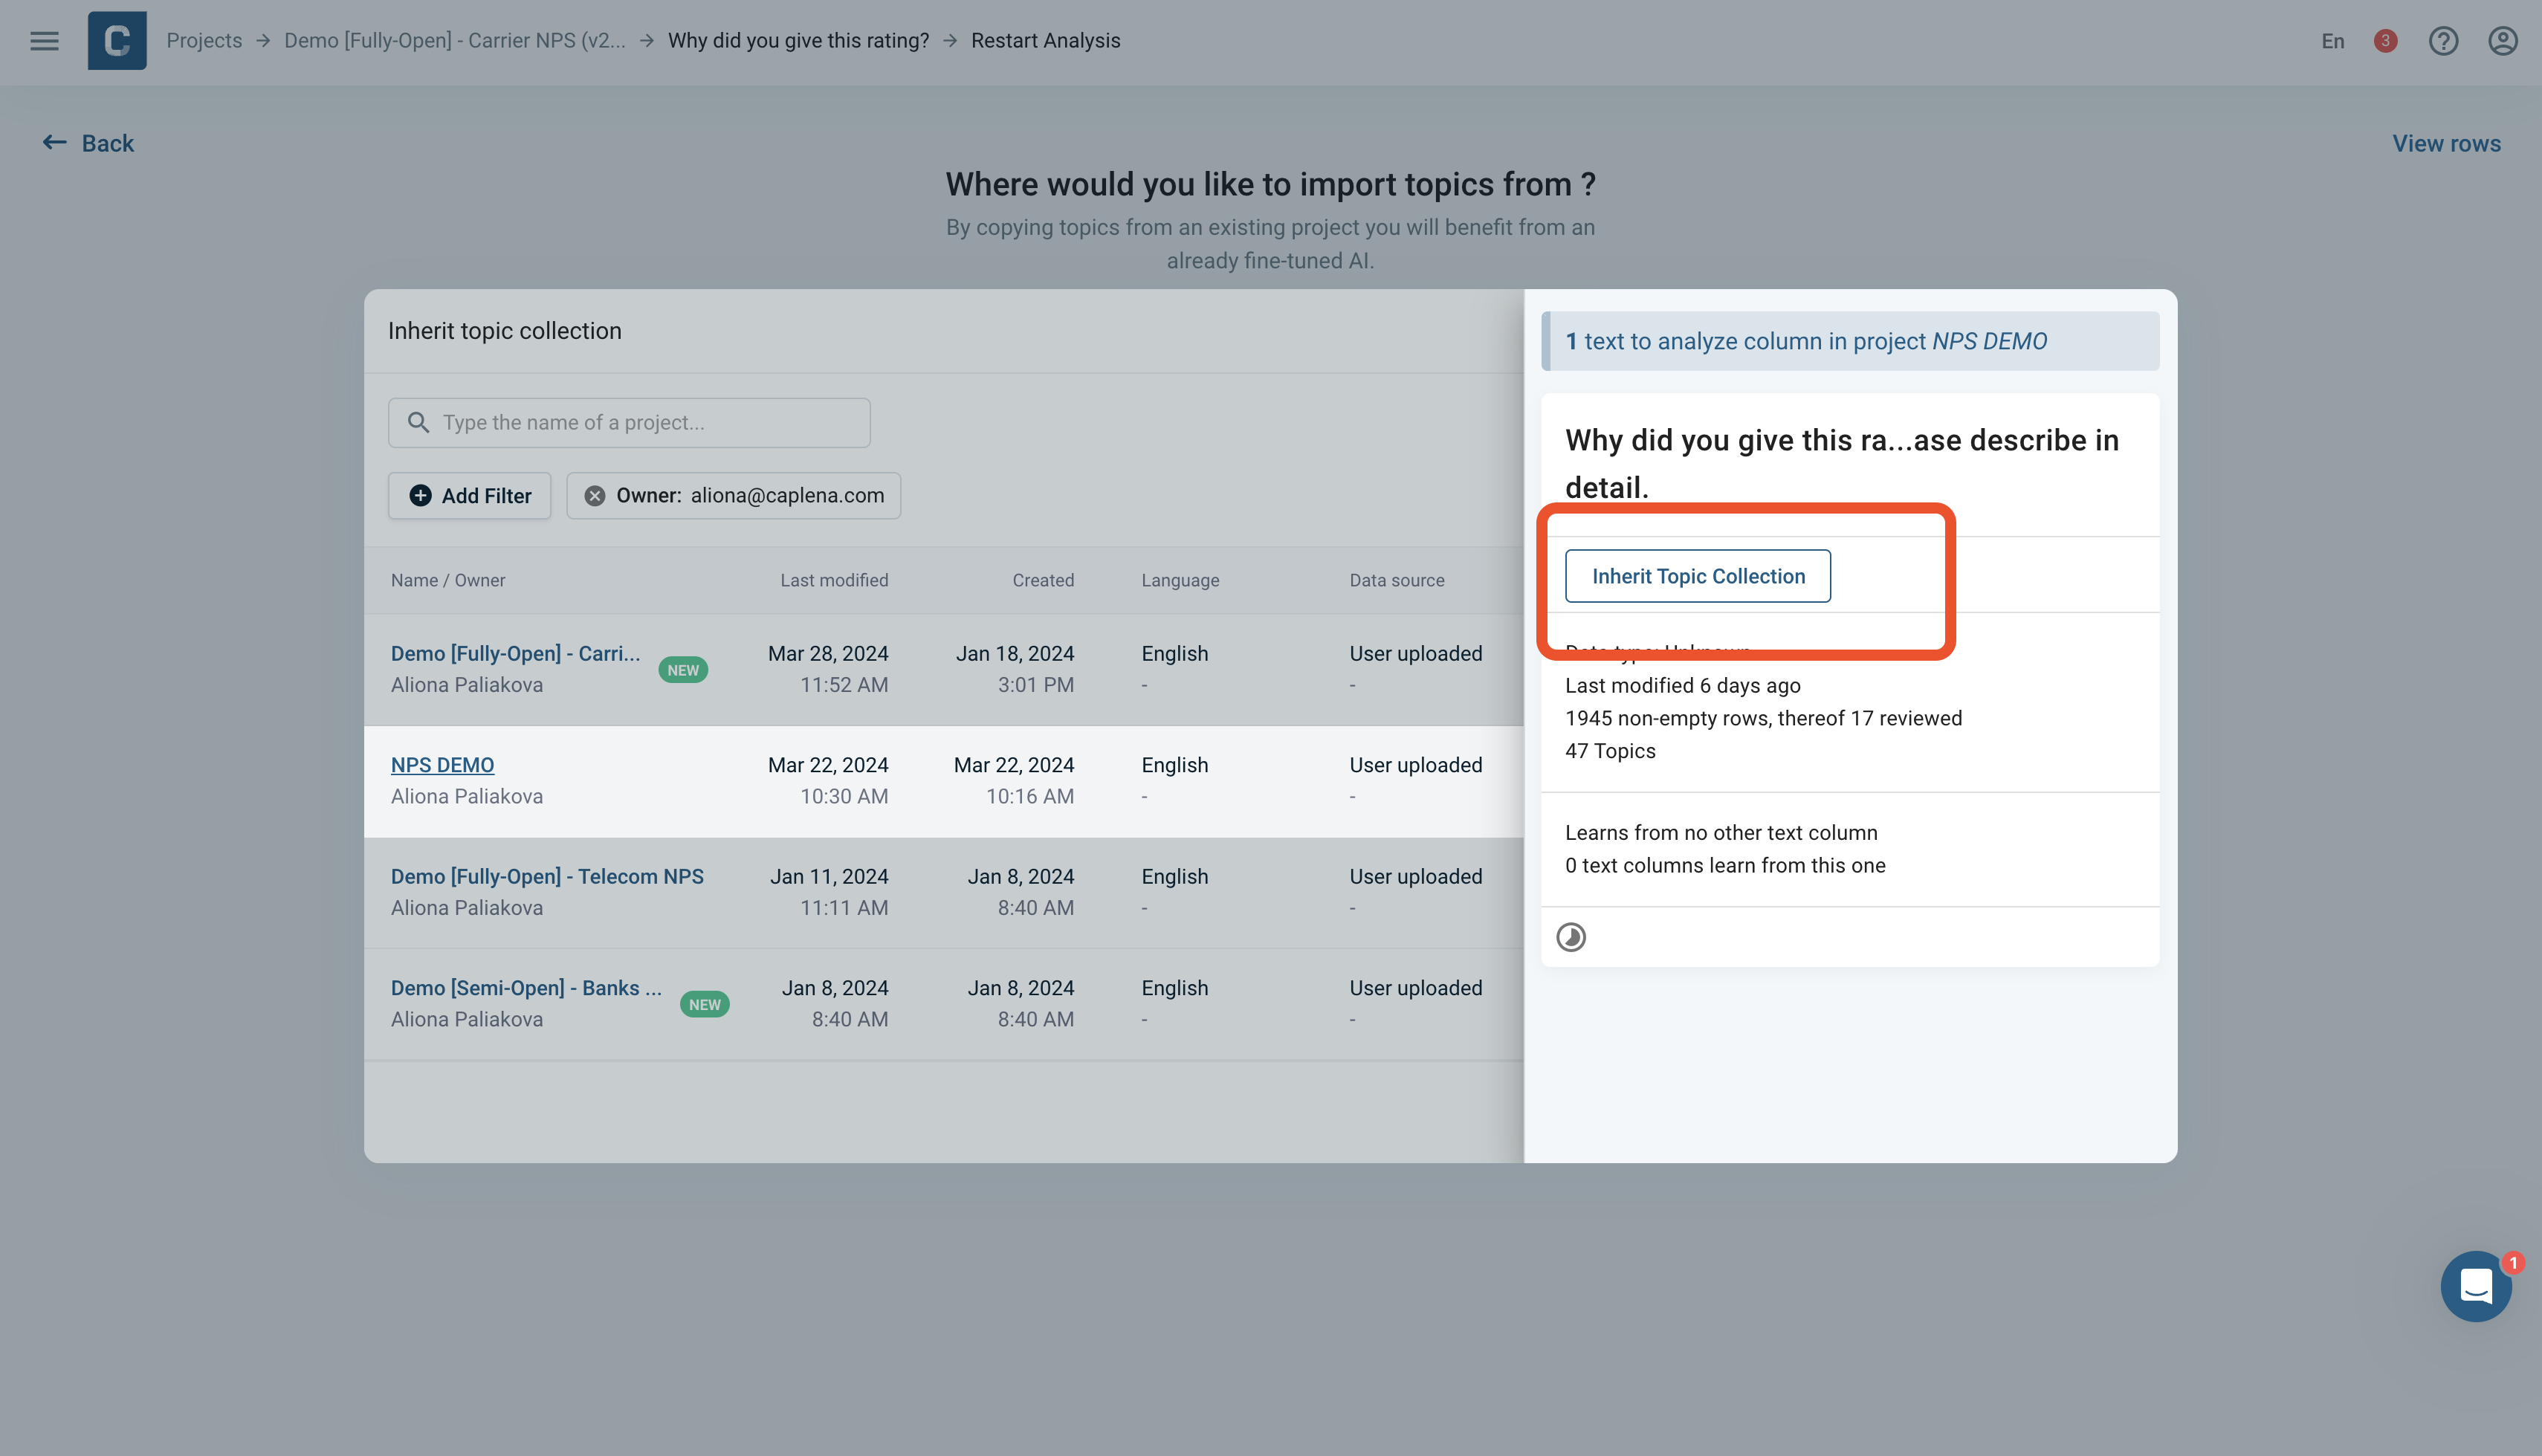 C Projects → Demo [Fully-Open] - Carrier NPS (v2... → Why did you give this rating? → Restart Analysis En 3
← Back
View rows
Where would you like to import topics from ?
By copying topics from an existing project you will benefit from an
already fine-tuned AI.
Inherit topic collection
Type the name of a project...
Add Filter Owner: aliona@caplena.com
Name / Owner Last modified Created Language Data source
Demo [Fully-Open] - Carri... NEW Mar 28, 2024 Jan 18, 2024 English User uploaded
Aliona Paliakova 11:52 AM 3:01 PM - -
NPS DEMO Mar 22, 2024 Mar 22, 2024 English User uploaded
Aliona Paliakova 10:30 AM 10:16 AM - -
Demo [Fully-Open] - Telecom NPS Jan 11, 2024 Jan 8, 2024 English User uploaded
Aliona Paliakova 11:11 AM 8:40 AM - -
Demo [Semi-Open] - Banks ... NEW Jan 8, 2024 Jan 8, 2024 English User uploaded
Aliona Paliakova 8:40 AM 8:40 AM - -
1 text to analyze column in project NPS DEMO
Why did you give this ra...ase describe in
detail.
Inherit Topic Collection
Data type: Unknown
Last modified 6 days ago
1945 non-empty rows, thereof 17 reviewed
47 Topics
Learns from no other text column
0 text columns learn from this one
1